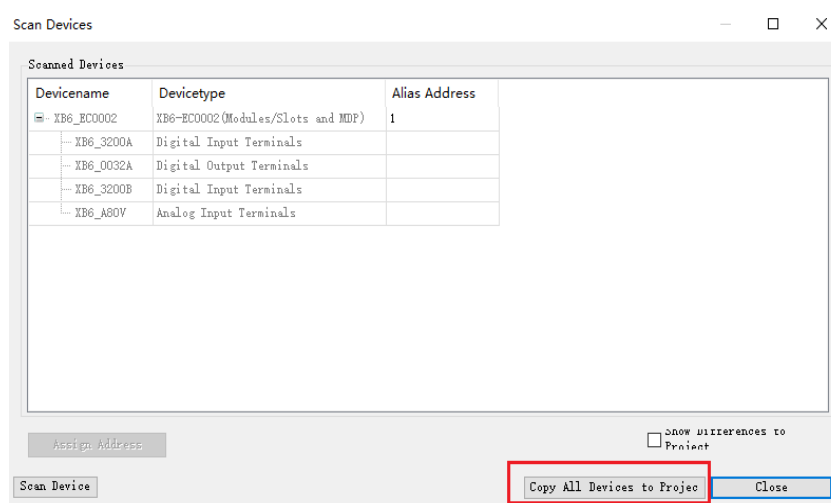 Scan Devices
Scanned Devices
Devicename Devicetype Alias Address
XB6_EC0002 XB6-EC0002(Modules/Slots and MDP) 1
XB6_3200A Digital Input Terminals
XB6_0032A Digital Output Terminals
XB6_3200B Digital Input Terminals
XB6_A80V Analog Input Terminals
Show Differences to
Project
Assign Address
Scan Device Copy All Devices to Projec Close